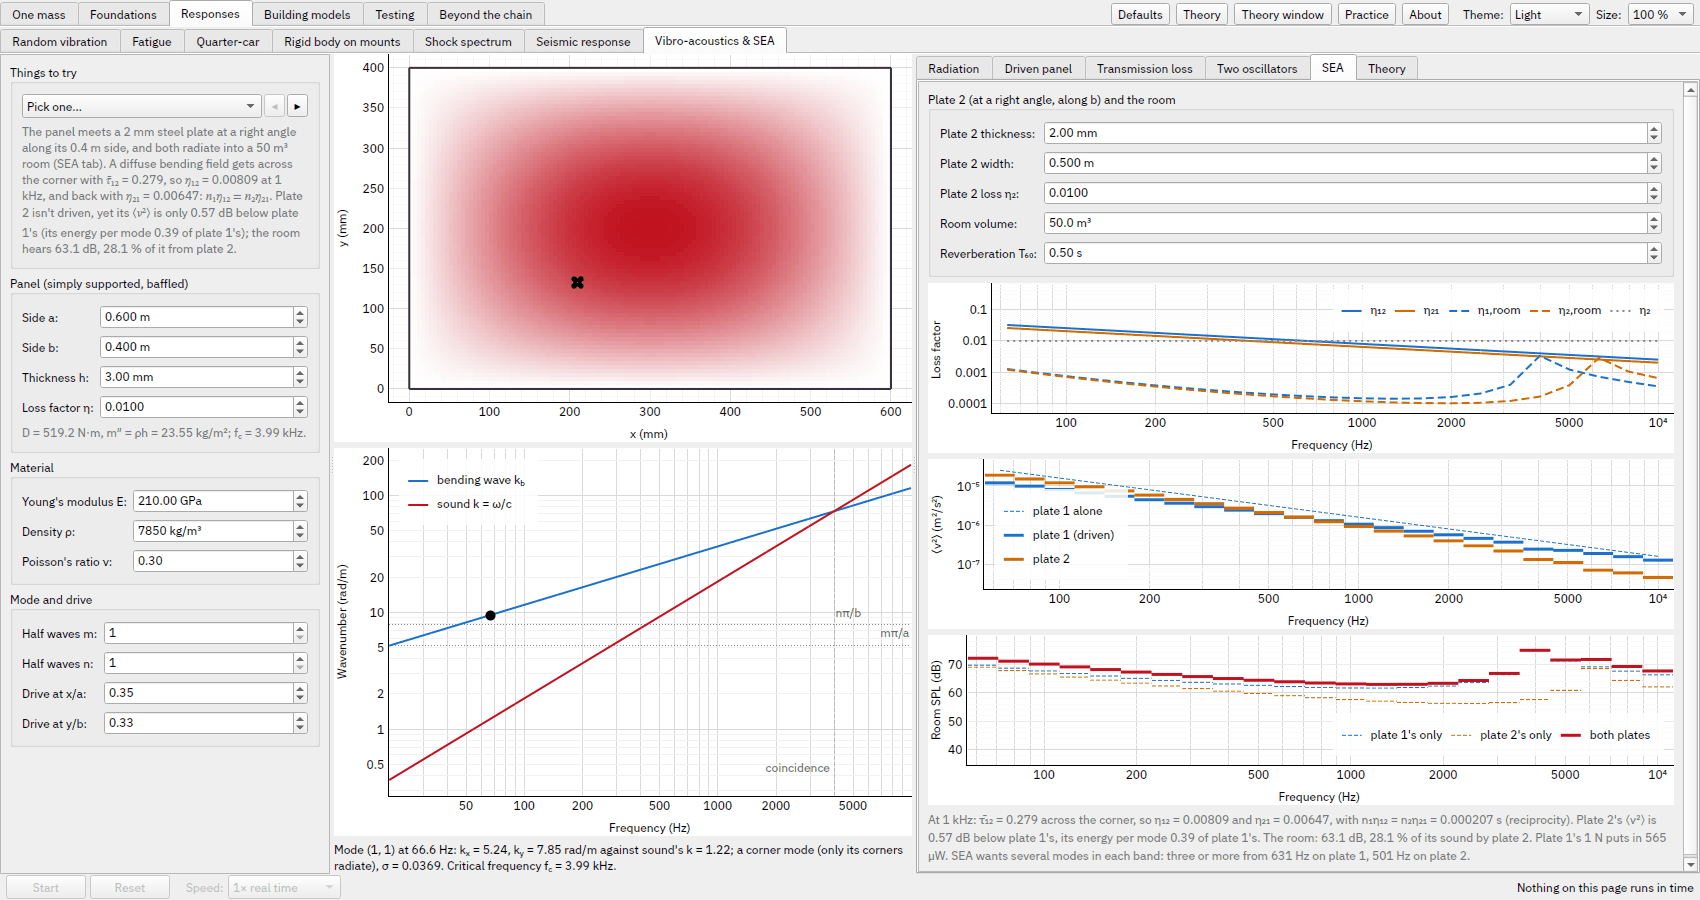 One mass
Foundations
Responses
Building models
Testing
Beyond the chain
Defaults
Theory
Theory window
Practice
About
Theme:
Light
Size:
100 %
Random vibration
Fatigue
Quarter-car
Rigid body on mounts
Shock spectrum
Seismic response
Vibro-acoustics & SEA
Things to try
Pick one...
The panel meets a 2 mm steel plate at a right angle
along its 0.4 m side, and both radiate into a 50 m³
room (SEA tab). A diffuse bending field gets across
the corner with τ̄₁₂ = 0.279, so η₁₂ = 0.00809 at 1
kHz, and back with η₂₁ = 0.00647: n₁η₁₂ = n₂η₂₁. Plate
2 isn't driven, yet its ⟨v²⟩ is only 0.57 dB below plate
1's (its energy per mode 0.39 of plate 1's); the room
hears 63.1 dB, 28.1 % of it from plate 2.
Panel (simply supported, baffled)
Side a:
0.600 m
Side b:
0.400 m
Thickness h:
3.00 mm
Loss factor η:
0.0100
D = 519.2 N·m, m″ = ρh = 23.55 kg/m²; f꜀ = 3.99 kHz.
Material
Young's modulus E:
210.00 GPa
Density ρ:
7850 kg/m³
Poisson's ratio ν:
0.30
Mode and drive
Half waves m:
1
Half waves n:
1
Drive at x/a:
0.35
Drive at y/b:
0.33
400
350
300
250
200
150
100
50
0
y (mm)
0
100
200
300
400
500
600
x (mm)
200
100
50
20
10
5
2
1
0.5
Wavenumber (rad/m)
bending wave k_b
sound k = ω/c
nπ/b
mπ/a
coincidence
50
100
200
500
1000
2000
5000
Frequency (Hz)
Mode (1, 1) at 66.6 Hz: kₓ = 5.24, k_y = 7.85 rad/m against sound's k = 1.22; a corner mode (only its corners
radiate), σ = 0.0369. Critical frequency f꜀ = 3.99 kHz.
Radiation
Driven panel
Transmission loss
Two oscillators
SEA
Theory
Plate 2 (at a right angle, along b) and the room
Plate 2 thickness:
2.00 mm
Plate 2 width:
0.500 m
Plate 2 loss η₂:
0.0100
Room volume:
50.0 m³
Reverberation T₆₀:
0.50 s
0.1
0.01
0.001
0.0001
Loss factor
η₁₂
η₂₁
η₁,room
η₂,room
η₂
100
200
500
1000
2000
5000
10⁴
Frequency (Hz)
10⁻⁵
10⁻⁶
10⁻⁷
⟨v²⟩ (m²/s²)
plate 1 alone
plate 1 (driven)
plate 2
100
200
500
1000
2000
5000
10⁴
Frequency (Hz)
70
60
50
40
Room SPL (dB)
plate 1's only
plate 2's only
both plates
100
200
500
1000
2000
5000
10⁴
Frequency (Hz)
At 1 kHz: τ̄₁₂ = 0.279 across the corner, so η₁₂ = 0.00809 and η₂₁ = 0.00647, with n₁η₁₂ = n₂η₂₁ = 0.000207 s (reciprocity). Plate 2's ⟨v²⟩ is
0.57 dB below plate 1's, its energy per mode 0.39 of plate 1's. The room: 63.1 dB, 28.1 % of its sound by plate 2. Plate 1's 1 N puts in 565
µW. SEA wants several modes in each band: three or more from 631 Hz on plate 1, 501 Hz on plate 2.
Start
Reset
Speed:
1× real time
Nothing on this page runs in time